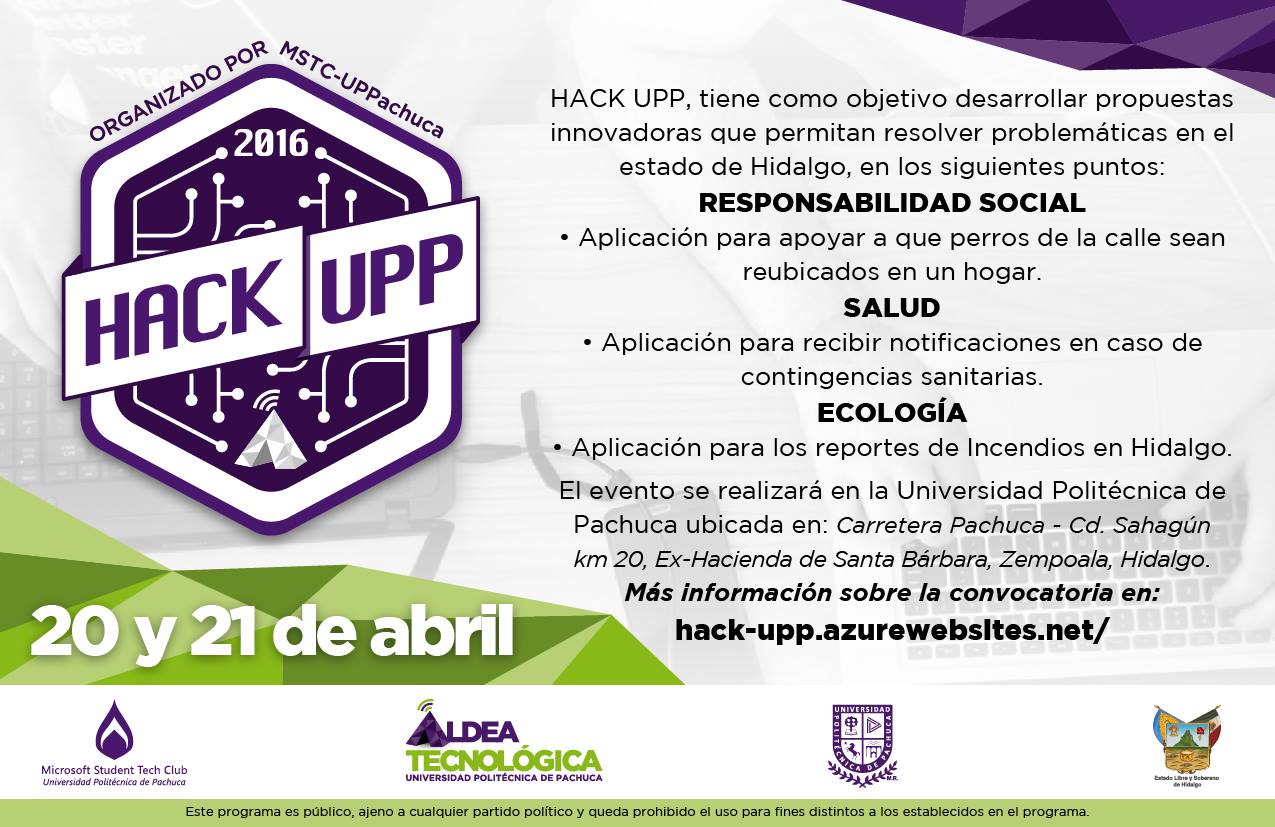 ORGANIZADO POR MSTC-UPPachuca
2016
HACK UPP
HACK UPP, tiene como objetivo desarrollar propuestas
innovadoras que permitan resolver problemáticas en el
estado de Hidalgo, en los siguientes puntos:
RESPONSABILIDAD SOCIAL
• Aplicación para apoyar a que perros de la calle sean
reubicados en un hogar.
SALUD
• Aplicación para recibir notificaciones en caso de
contingencias sanitarias.
ECOLOGÍA
• Aplicación para los reportes de Incendios en Hidalgo.
El evento se realizará en la Universidad Politécnica de
Pachuca ubicada en: Carretera Pachuca - Cd. Sahagún
km 20, Ex-Hacienda de Santa Bárbara, Zempoala, Hidalgo.
Más información sobre la convocatoria en:
hack-upp.azurewebsites.net/
20 y 21 de abril
Microsoft Student Tech Club
Universidad Politécnica de Pachuca
ALDEA
TECNOLÓGICA
UNIVERSIDAD POLITÉCNICA DE PACHUCA
UNIVERSIDAD
POLITÉCNICA DE PACHUCA
M.R.
Estado Libre y Soberano
de Hidalgo
Este programa es público, ajeno a cualquier partido político y queda prohibido el uso para fines distintos a los establecidos en el programa.